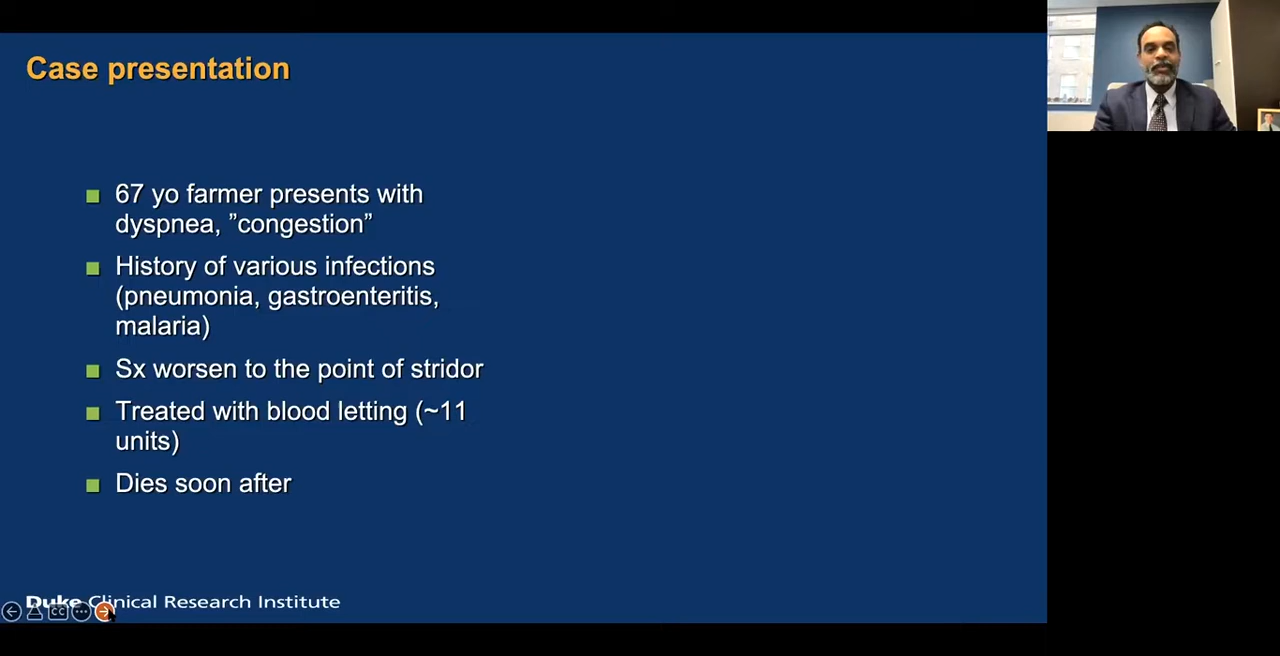 Case presentation
67 yo farmer presents with
dyspnea, ”congestion”
History of various infections
(pneumonia, gastroenteritis,
malaria)
Sx worsen to the point of stridor
Treated with blood letting (~11
units)
Dies soon after
Duke Clinical Research Institute
CC